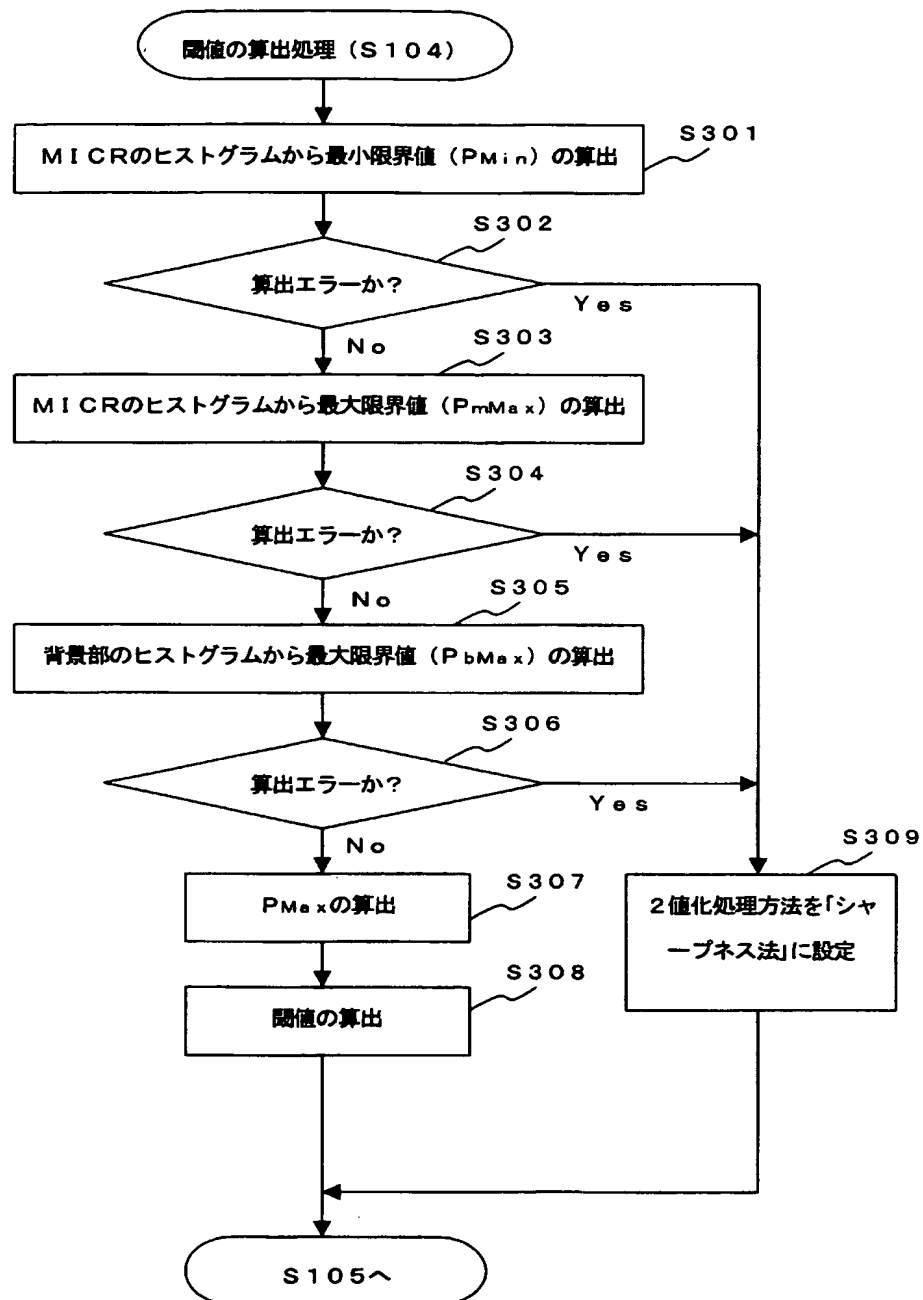 閾値の算出処理（Ｓ１０４）
Ｓ３０１
ＭＩＣＲのヒストグラムから最小限界値（ＰＭｉｎ）の算出
Ｓ３０２
算出エラーか？
Ｙｅｓ
Ｎｏ
Ｓ３０３
ＭＩＣＲのヒストグラムから最大限界値（ＰｍＭａｘ）の算出
Ｓ３０４
算出エラーか？
Ｙｅｓ
Ｎｏ
Ｓ３０５
背景部のヒストグラムから最大限界値（ＰｂＭａｘ）の算出
Ｓ３０６
算出エラーか？
Ｙｅｓ
Ｎｏ
Ｓ３０７
ＰＭａｘの算出
Ｓ３０８
閾値の算出
Ｓ３０９
２値化処理方法を「シャ
ープネス法」に設定
Ｓ１０５へ